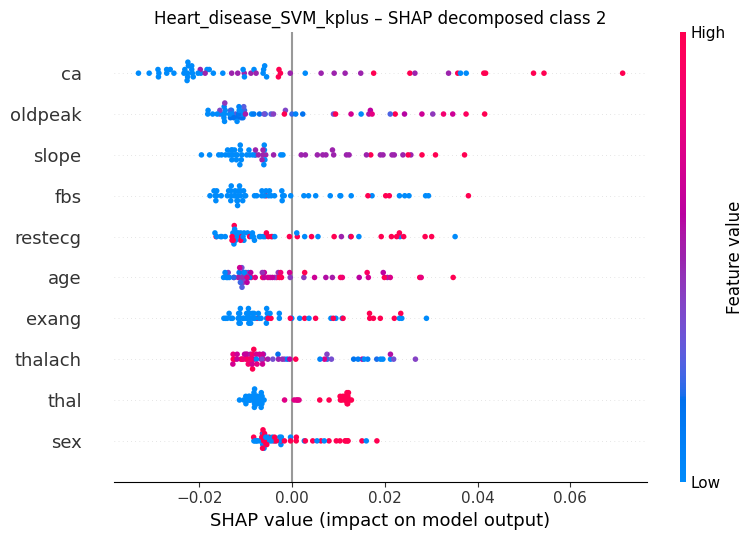 Heart_disease_SVM_kplus – SHAP decomposed class 2
High
ca
oldpeak
slope
fbs
restecg
age
exang
thalach
thal
sex
Feature value
Low
−0.02 0.00 0.02 0.04 0.06
SHAP value (impact on model output)